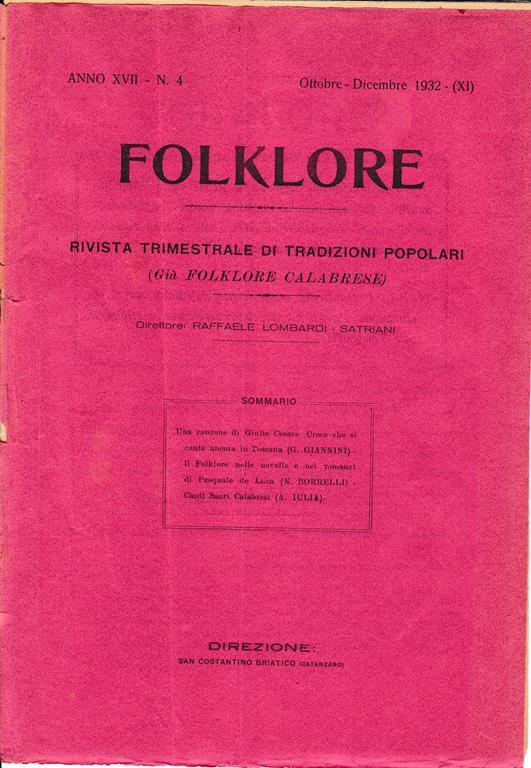 ANNO XVII - N. 4
Ottobre - Dicembre 1932 - (XI)
FOLKLORE
RIVISTA TRIMESTRALE DI TRADIZIONI POPOLARI
(Già FOLKLORE CALABRESE)
Direttore: RAFFAELE LOMBARDI - SATRIANI
SOMMARIO
Una canzone di Giulio Cesare Croce che si
canta ancora in Toscana (G. GIANNINI) -
Il Folklore nelle novelle e nei romanzi
di Pasquale de Luca (N. BORRELLI) -
Canti Sacri Calabresi (A. IULIA).
DIREZIONE:
SAN COSTANTINO BRIATICO (CATANZARO)